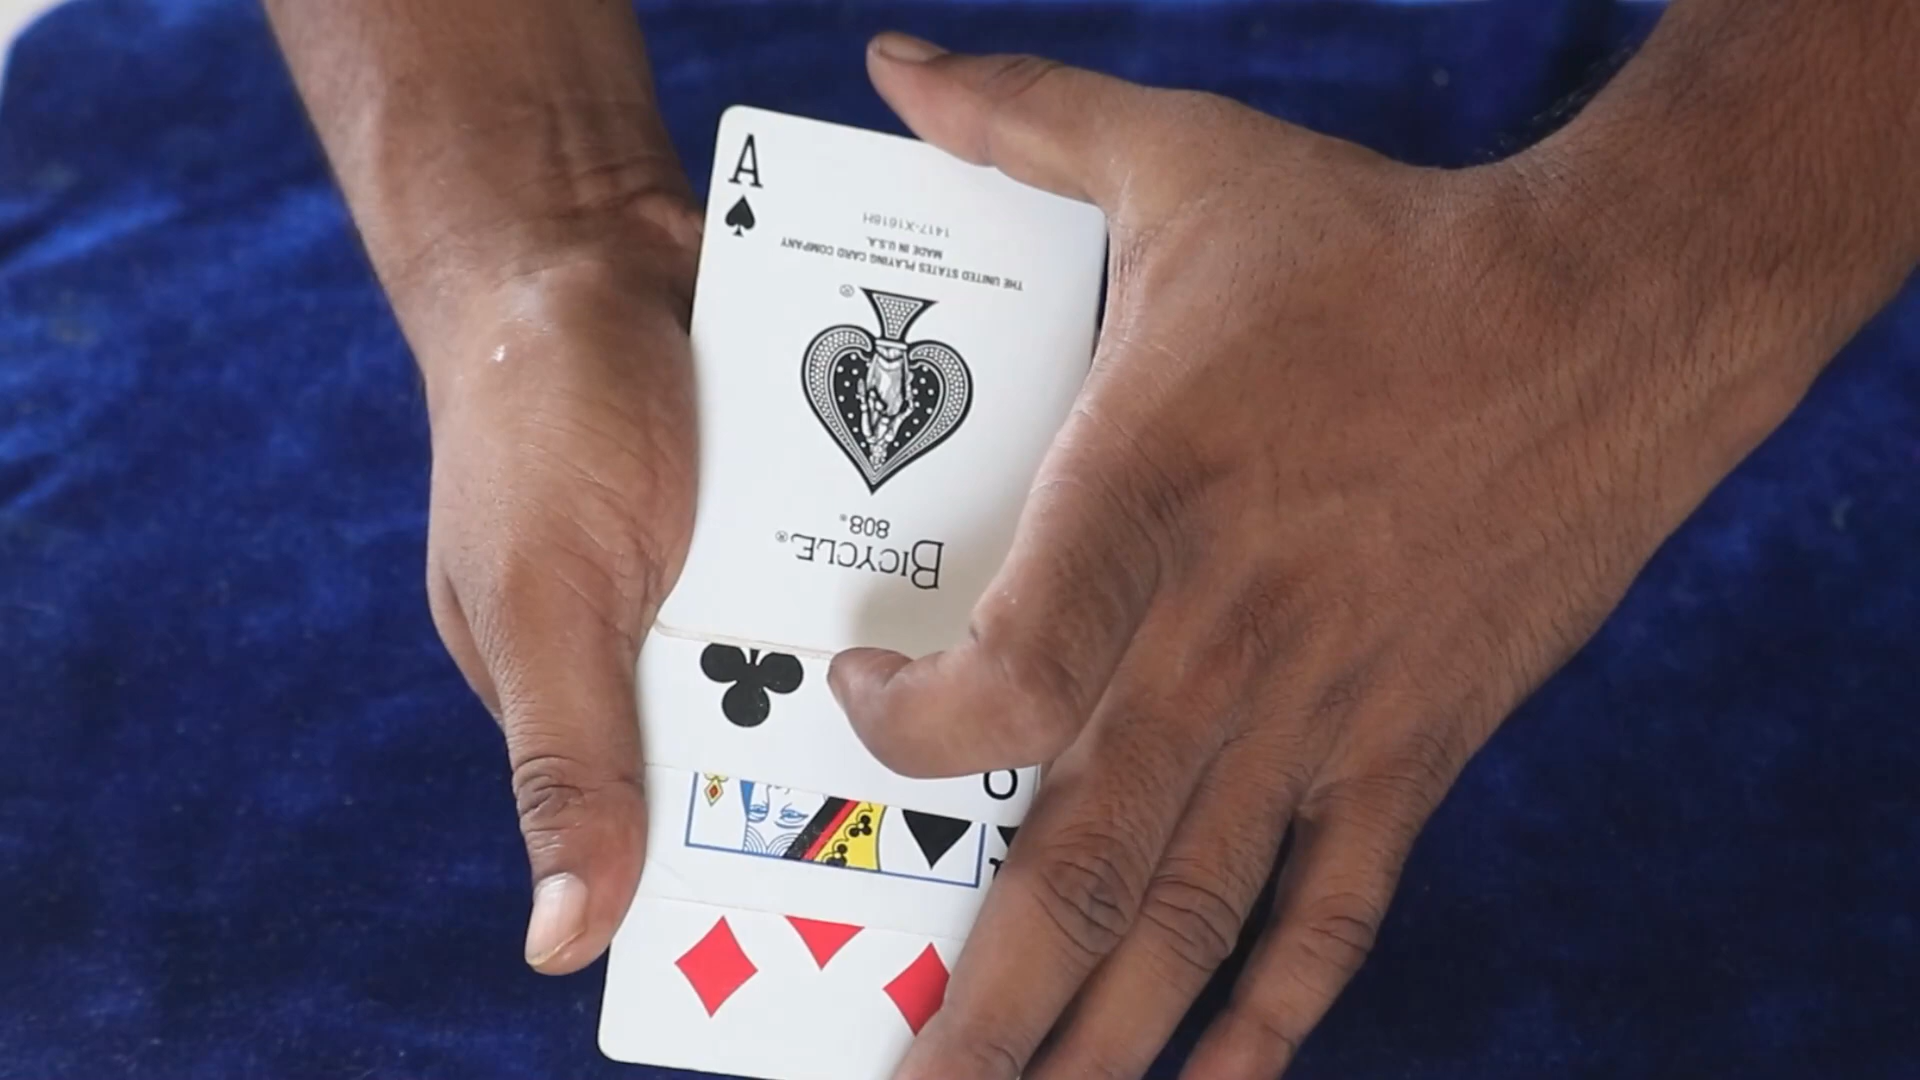 A
1417-X1618H
MADE IN U.S.A.
THE UNITED STATES PLAYING CARD COMPANY
®
808®
BICYCLE®